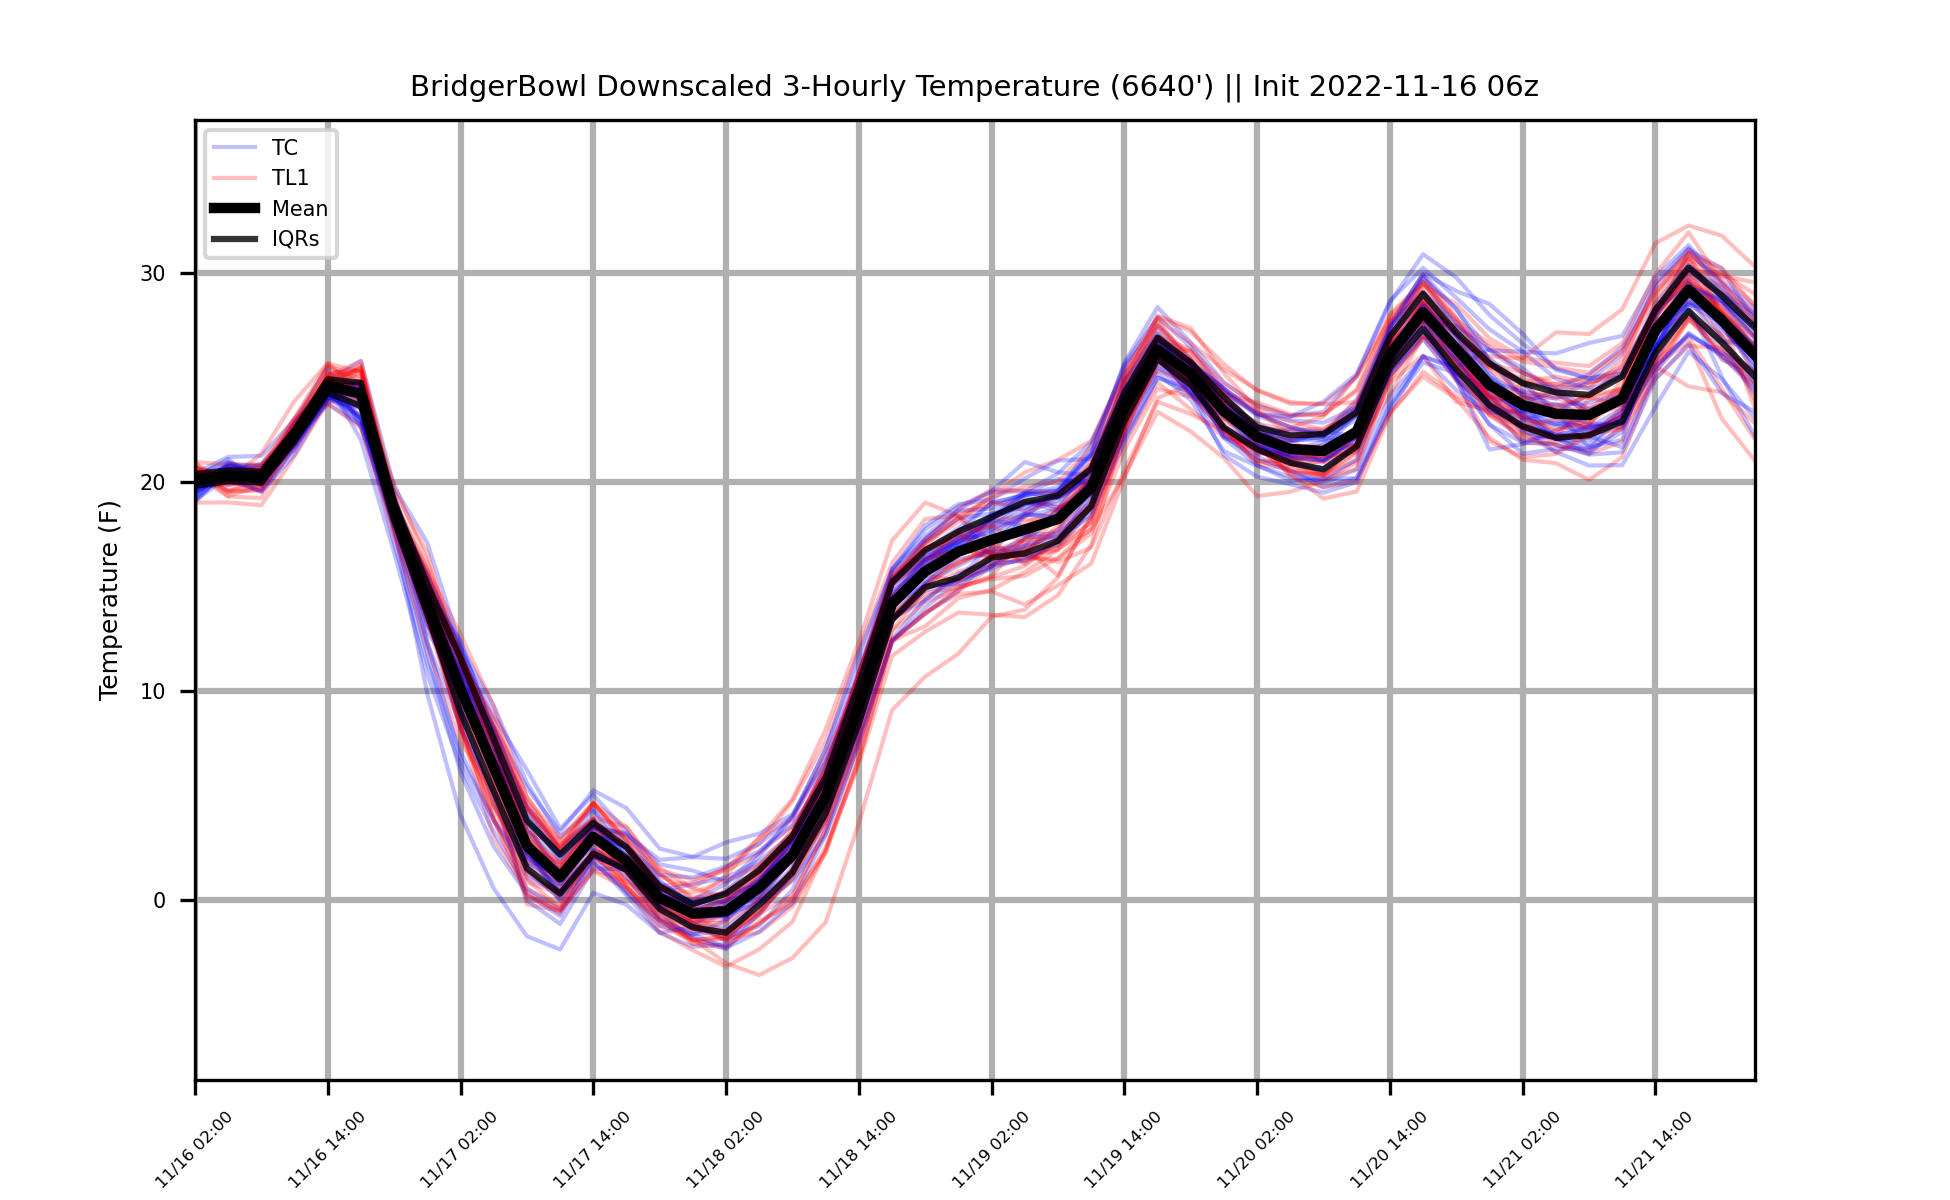 BridgerBowl Downscaled 3-Hourly Temperature (6640') || Init 2022-11-16 06z
TC
TL1
Mean
IQRs
Temperature (F)
30
20
10
0
11/16 02:00
11/16 14:00
11/17 02:00
11/17 14:00
11/18 02:00
11/18 14:00
11/19 02:00
11/19 14:00
11/20 02:00
11/20 14:00
11/21 02:00
11/21 14:00